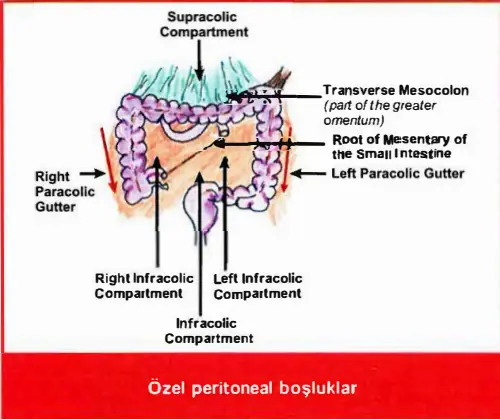 Supracolic
Compartment
Transverse Mesocolon
(part of the greater
omentum)
Root of Mesentary of
the Small Intestine
Right
Paracolic
Gutter
Left Paracolic Gutter
Right Infracolic
Compartment
Left Infracolic
Compartment
Infracolic
Compartment
Özel peritoneal boşluklar